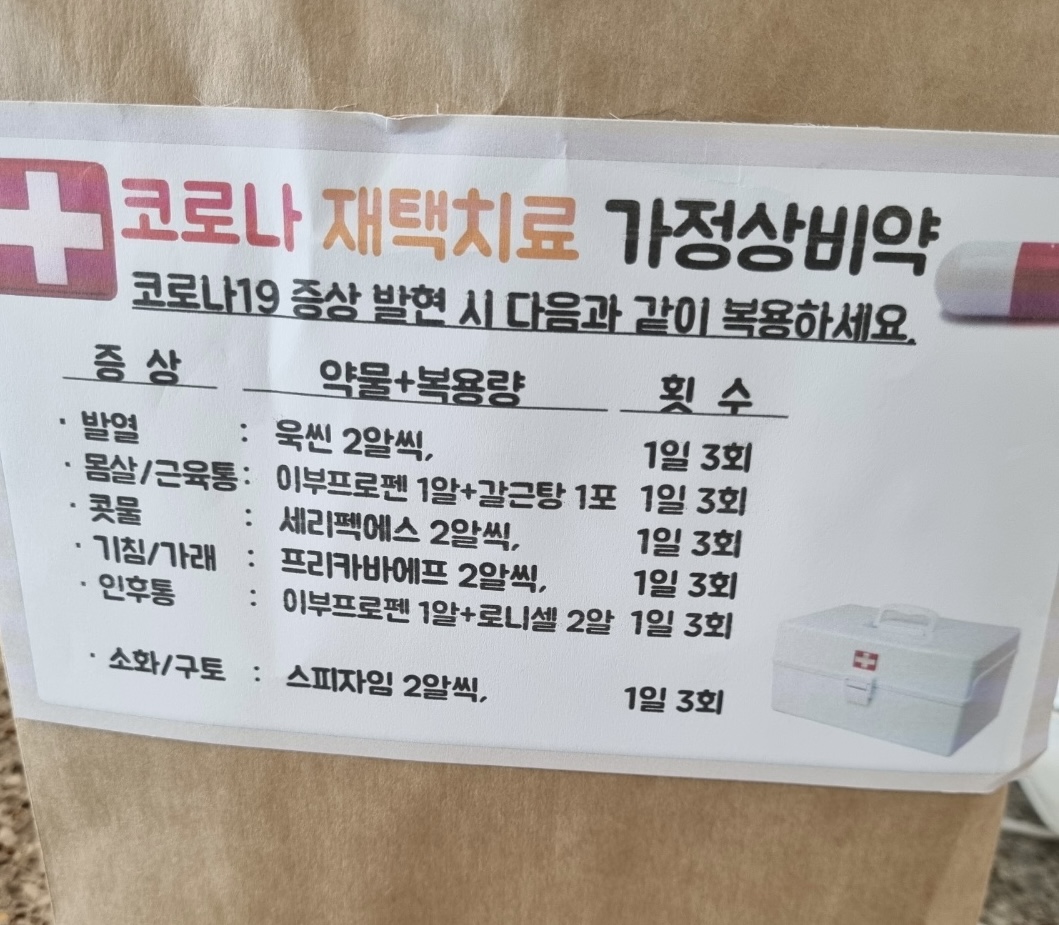 코로나 재택치료 가정상비약
코로나19 증상 발현 시 다음과 같이 복용하세요.
증 상 약물+복용량 횟 수
· 발열 : 욱씬 2알씩, 1일 3회
· 몸살/근육통 : 이부프로펜 1알+갈근탕 1포 1일 3회
· 콧물 : 세리펙에스 2알씩, 1일 3회
· 기침/가래 : 프리카바에프 2알씩, 1일 3회
· 인후통 : 이부프로펜 1알+로니셀 2알 1일 3회
· 소화/구토 : 스피자임 2알씩, 1일 3회